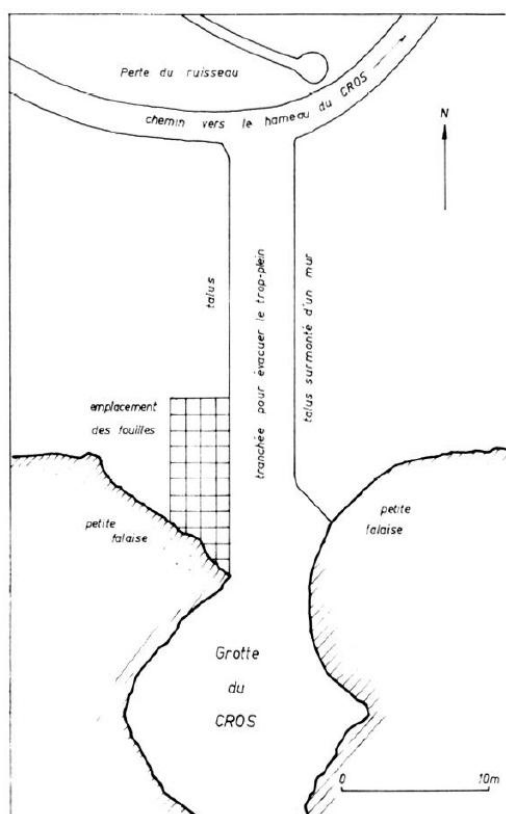 Perte du ruisseau
chemin vers le hameau du CROS
N
talus
tranchée pour évacuer le trop-plein
talus surmonté d'un mur
emplacement
des fouilles
petite
falaise
petite
falaise
Grotte
du
CROS
0 10m